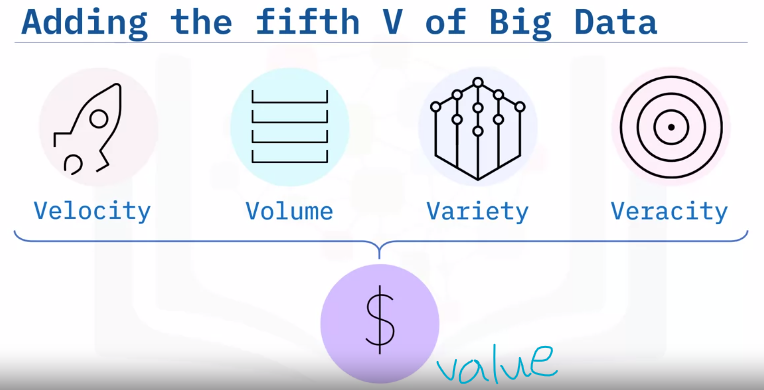 Adding the fifth V of Big Data
Velocity Volume Variety Veracity
$
value